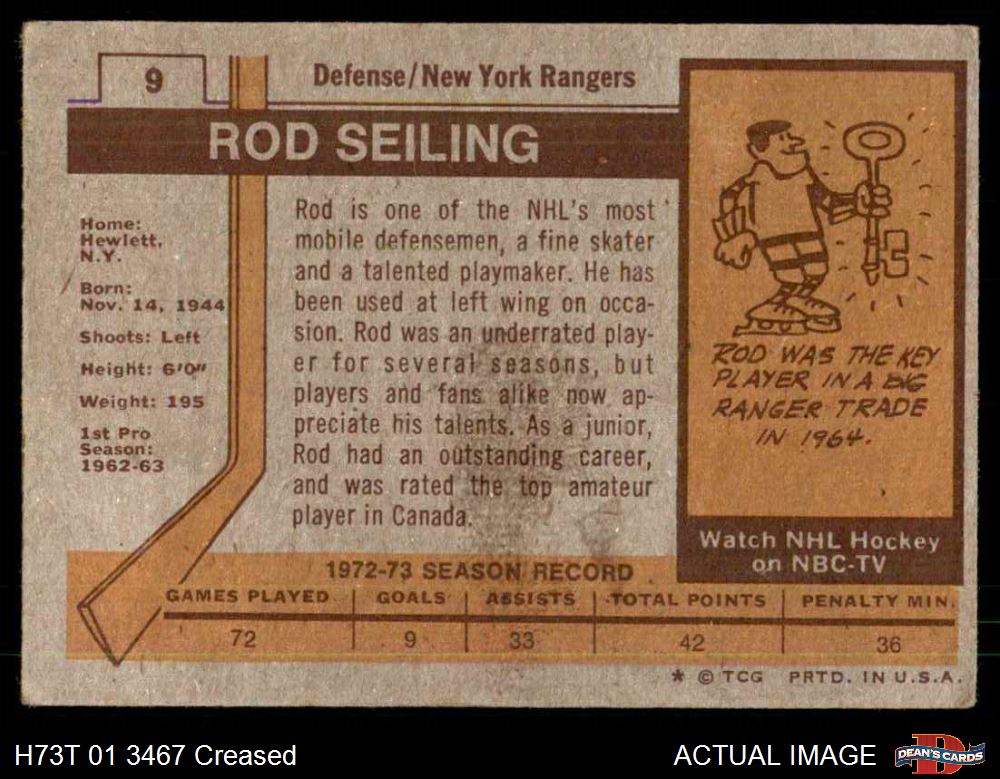 9
Defense/New York Rangers
ROD SEILING
Home:
Hewlett,
N.Y.
Born:
Nov. 14, 1944
Shoots: Left
Height: 6'0"
Weight: 195
1st Pro
Season:
1962-63
Rod is one of the NHL's most
mobile defensemen, a fine skater
and a talented playmaker. He has
been used at left wing on occa-
sion. Rod was an underrated play-
er for several seasons, but
players and fans alike now ap-
preciate his talents. As a junior,
Rod had an outstanding career,
and was rated the top amateur
player in Canada.
ROD WAS THE KEY
PLAYER IN A BIG
RANGER TRADE
IN 1964.
Watch NHL Hockey
on NBC-TV
1972-73 SEASON RECORD
GAMES PLAYED GOALS ASSISTS TOTAL POINTS PENALTY MIN.
72 9 33 42 36
* © TCG PRTD. IN U.S.A.
H73T 01 3467 Creased
ACTUAL IMAGE
DEAN'S CARDS